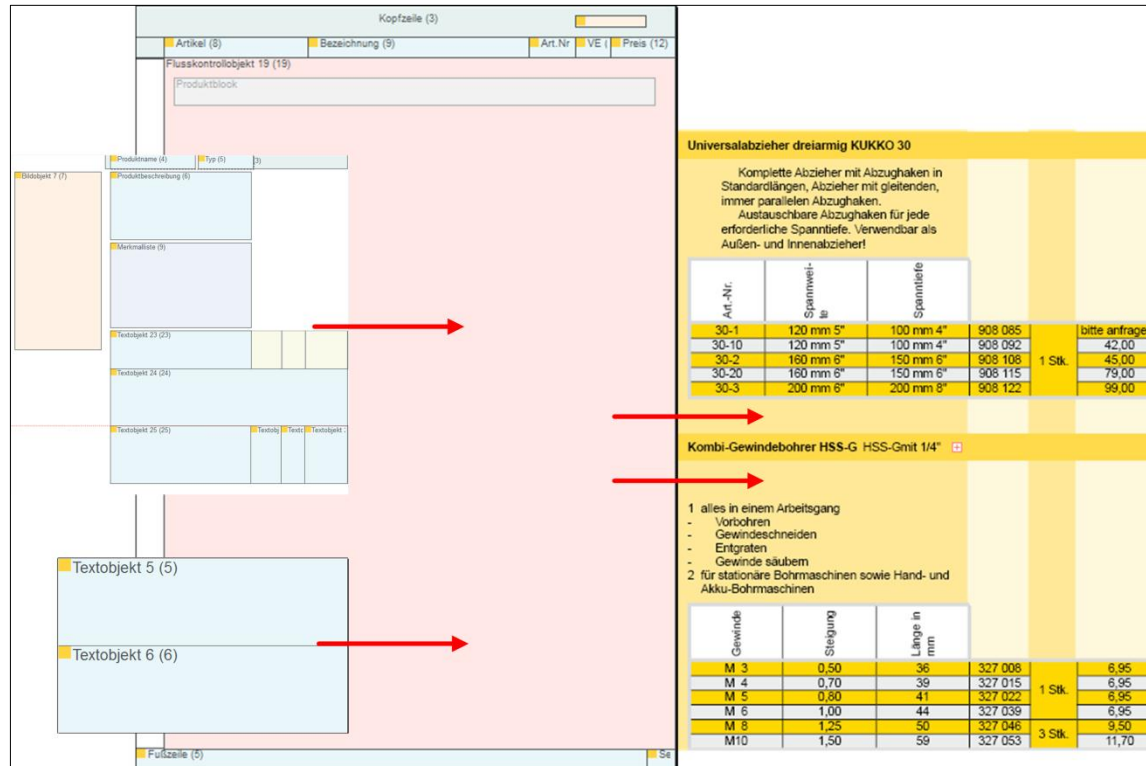 Kopfzeile (3)
Artikel (8)
Bezeichnung (9)
Art.Nr
VE (
Preis (12)
Flusskontrollobjekt 19 (19)
Produktblock
Produktname (4)
Typ (5)
(3)
Bildobjekt 7 (7)
Produktbeschreibung (6)
Merkmalliste (9)
Textobjekt 23 (23)
Textobjekt 24 (24)
Textobjekt 25 (25)
Textobj
Textc
Textobjekt
Textobjekt 5 (5)
Textobjekt 6 (6)
Fußzeile (5)
Se
Universalabzieher dreiarmig KUKKO 30
Komplette Abzieher mit Abzughaken in
Standardlängen, Abzieher mit gleitenden,
immer parallelen Abzughaken.
Austauschbare Abzughaken für jede
erforderliche Spanntiefe. Verwendbar als
Außen- und Innenabzieher!
Art.-Nr.
Spannwei-
te
Spanntiefe
30-1 120 mm 5" 100 mm 4" 908 085 bitte anfrage
30-10 120 mm 5" 100 mm 4" 908 092 42,00
30-2 160 mm 6" 150 mm 6" 908 108 1 Stk. 45,00
30-20 160 mm 6" 150 mm 6" 908 115 79,00
30-3 200 mm 6" 200 mm 8" 908 122 99,00
Kombi-Gewindebohrer HSS-G HSS-Gmit 1/4"
1 alles in einem Arbeitsgang
- Vorbohren
- Gewindeschneiden
- Entgraten
- Gewinde säubern
2 für stationäre Bohrmaschinen sowie Hand- und
Akku-Bohrmaschinen
Gewinde
Steigung
Länge in
mm
M 3 0,50 36 327 008 6,95
M 4 0,70 39 327 015 1 Stk. 6,95
M 5 0,80 41 327 022 6,95
M 6 1,00 44 327 039 6,95
M 8 1,25 50 327 046 3 Stk. 9,50
M10 1,50 59 327 053 11,70